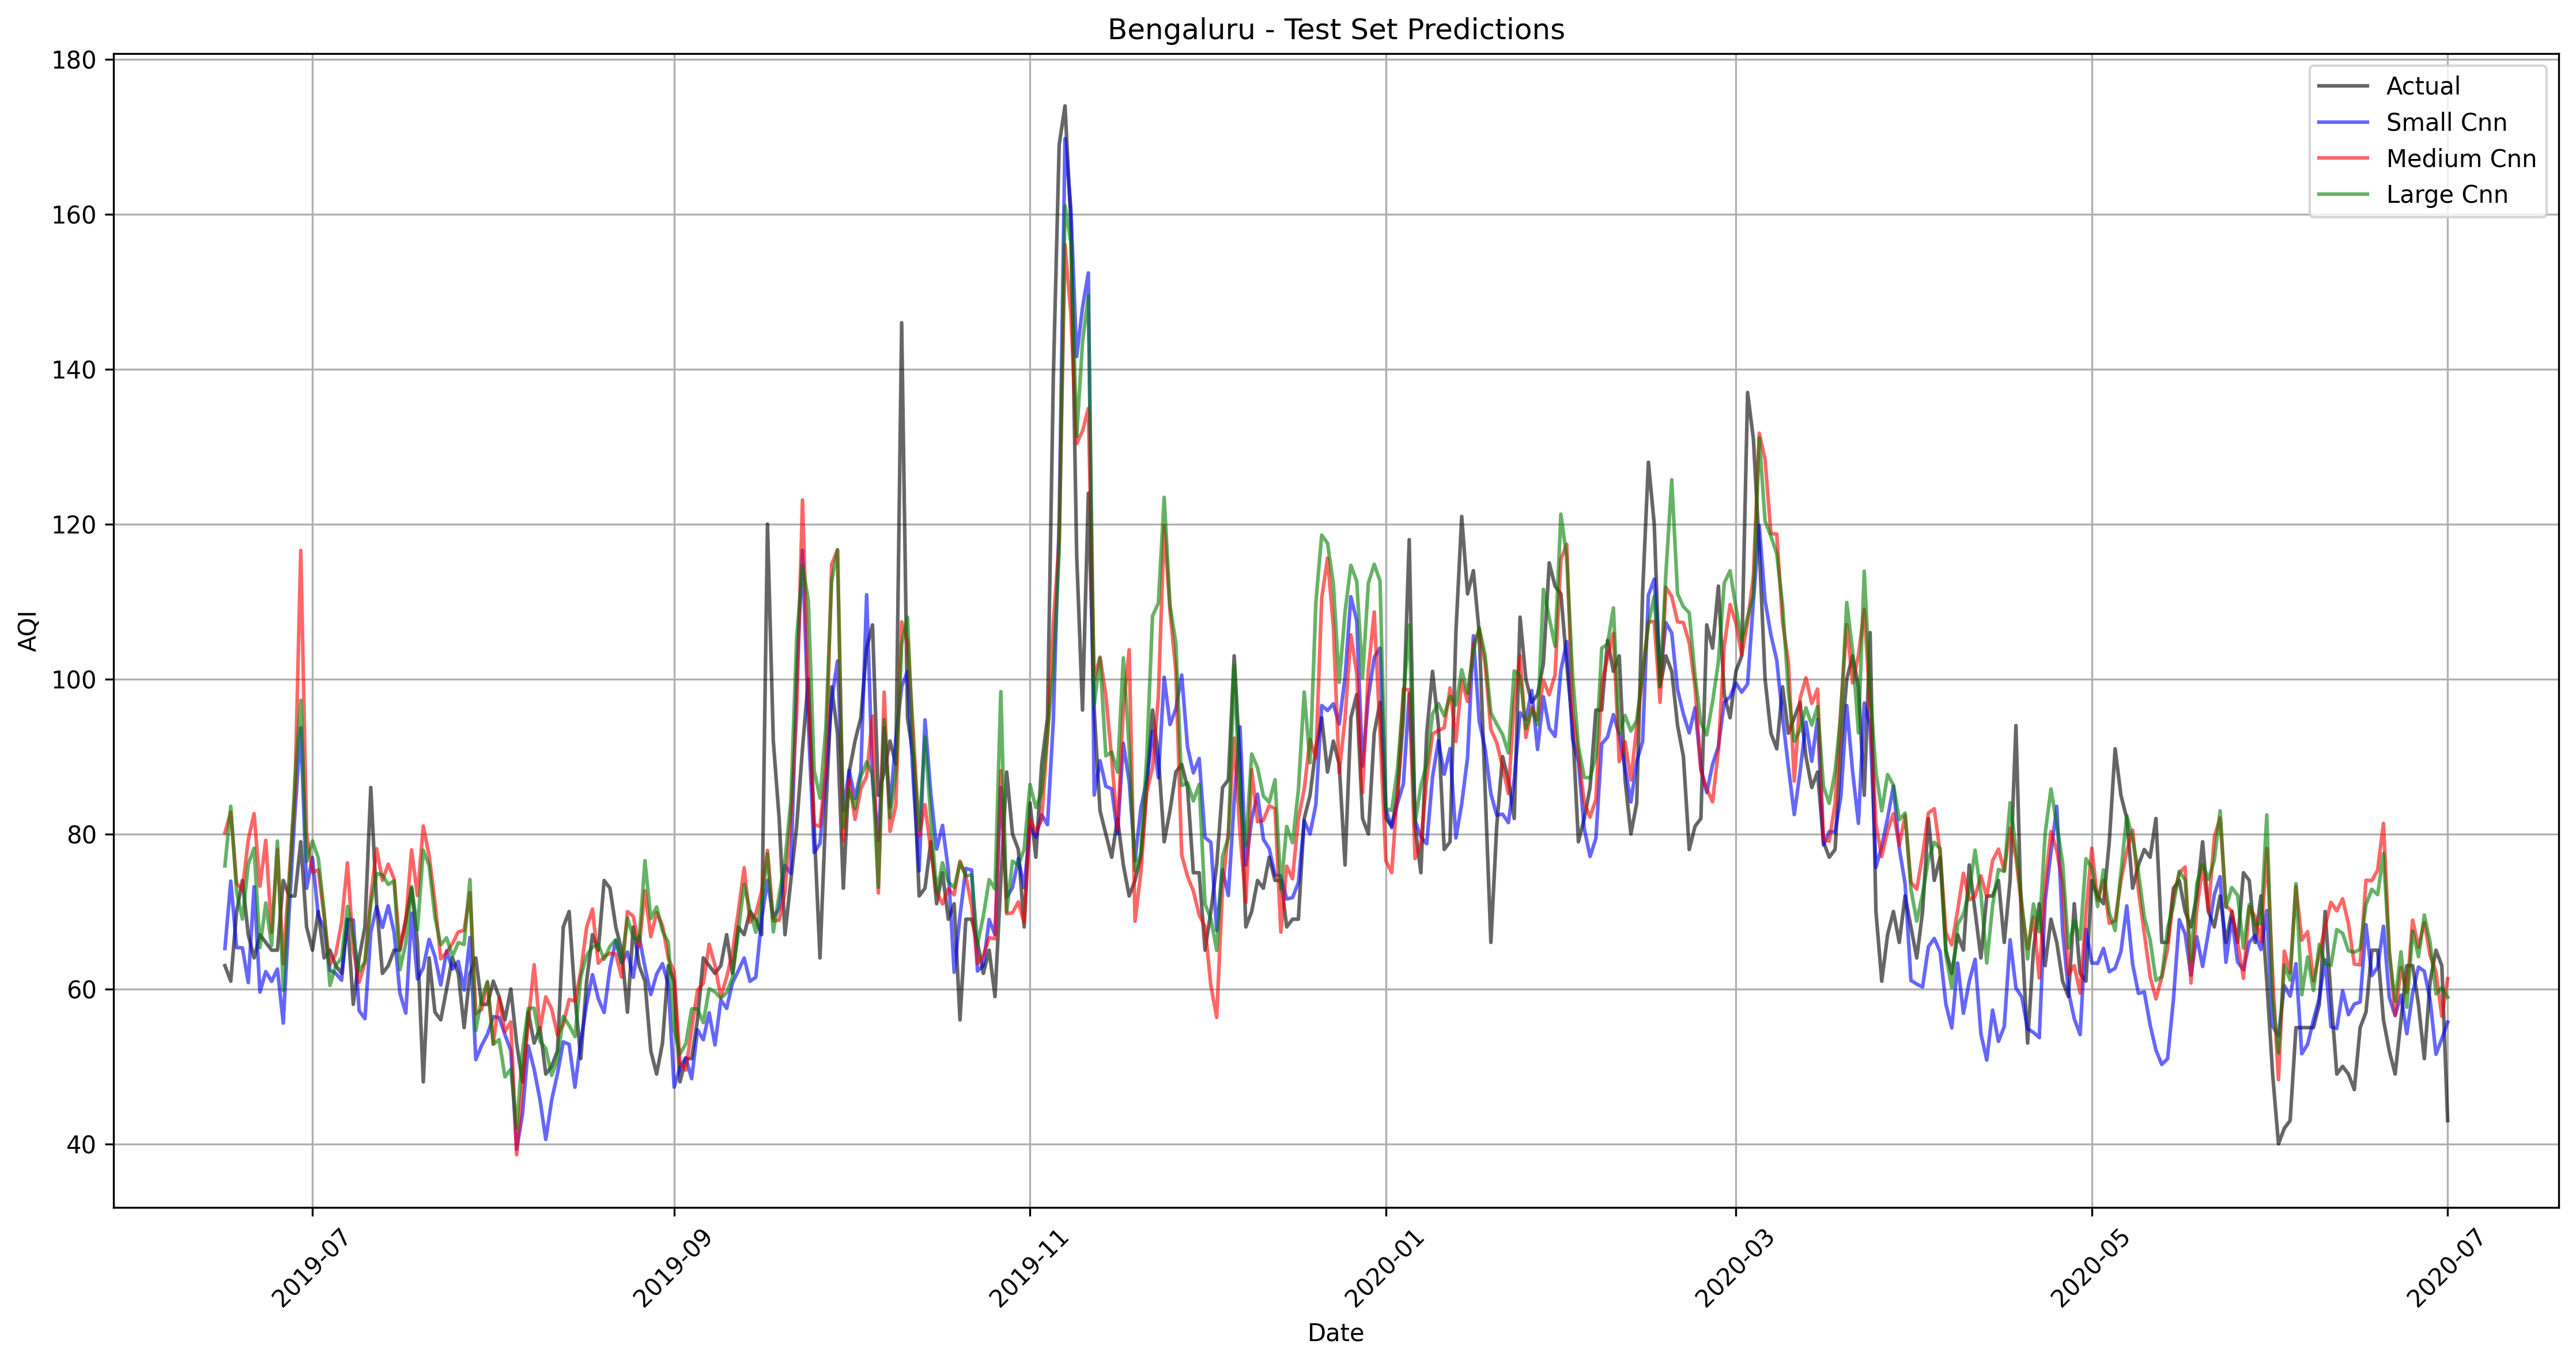 Bengaluru - Test Set Predictions
180
160
140
120
100
80
60
40
AQI
Actual
Small Cnn
Medium Cnn
Large Cnn
2019-07
2019-09
2019-11
2020-01
2020-03
2020-05
2020-07
Date